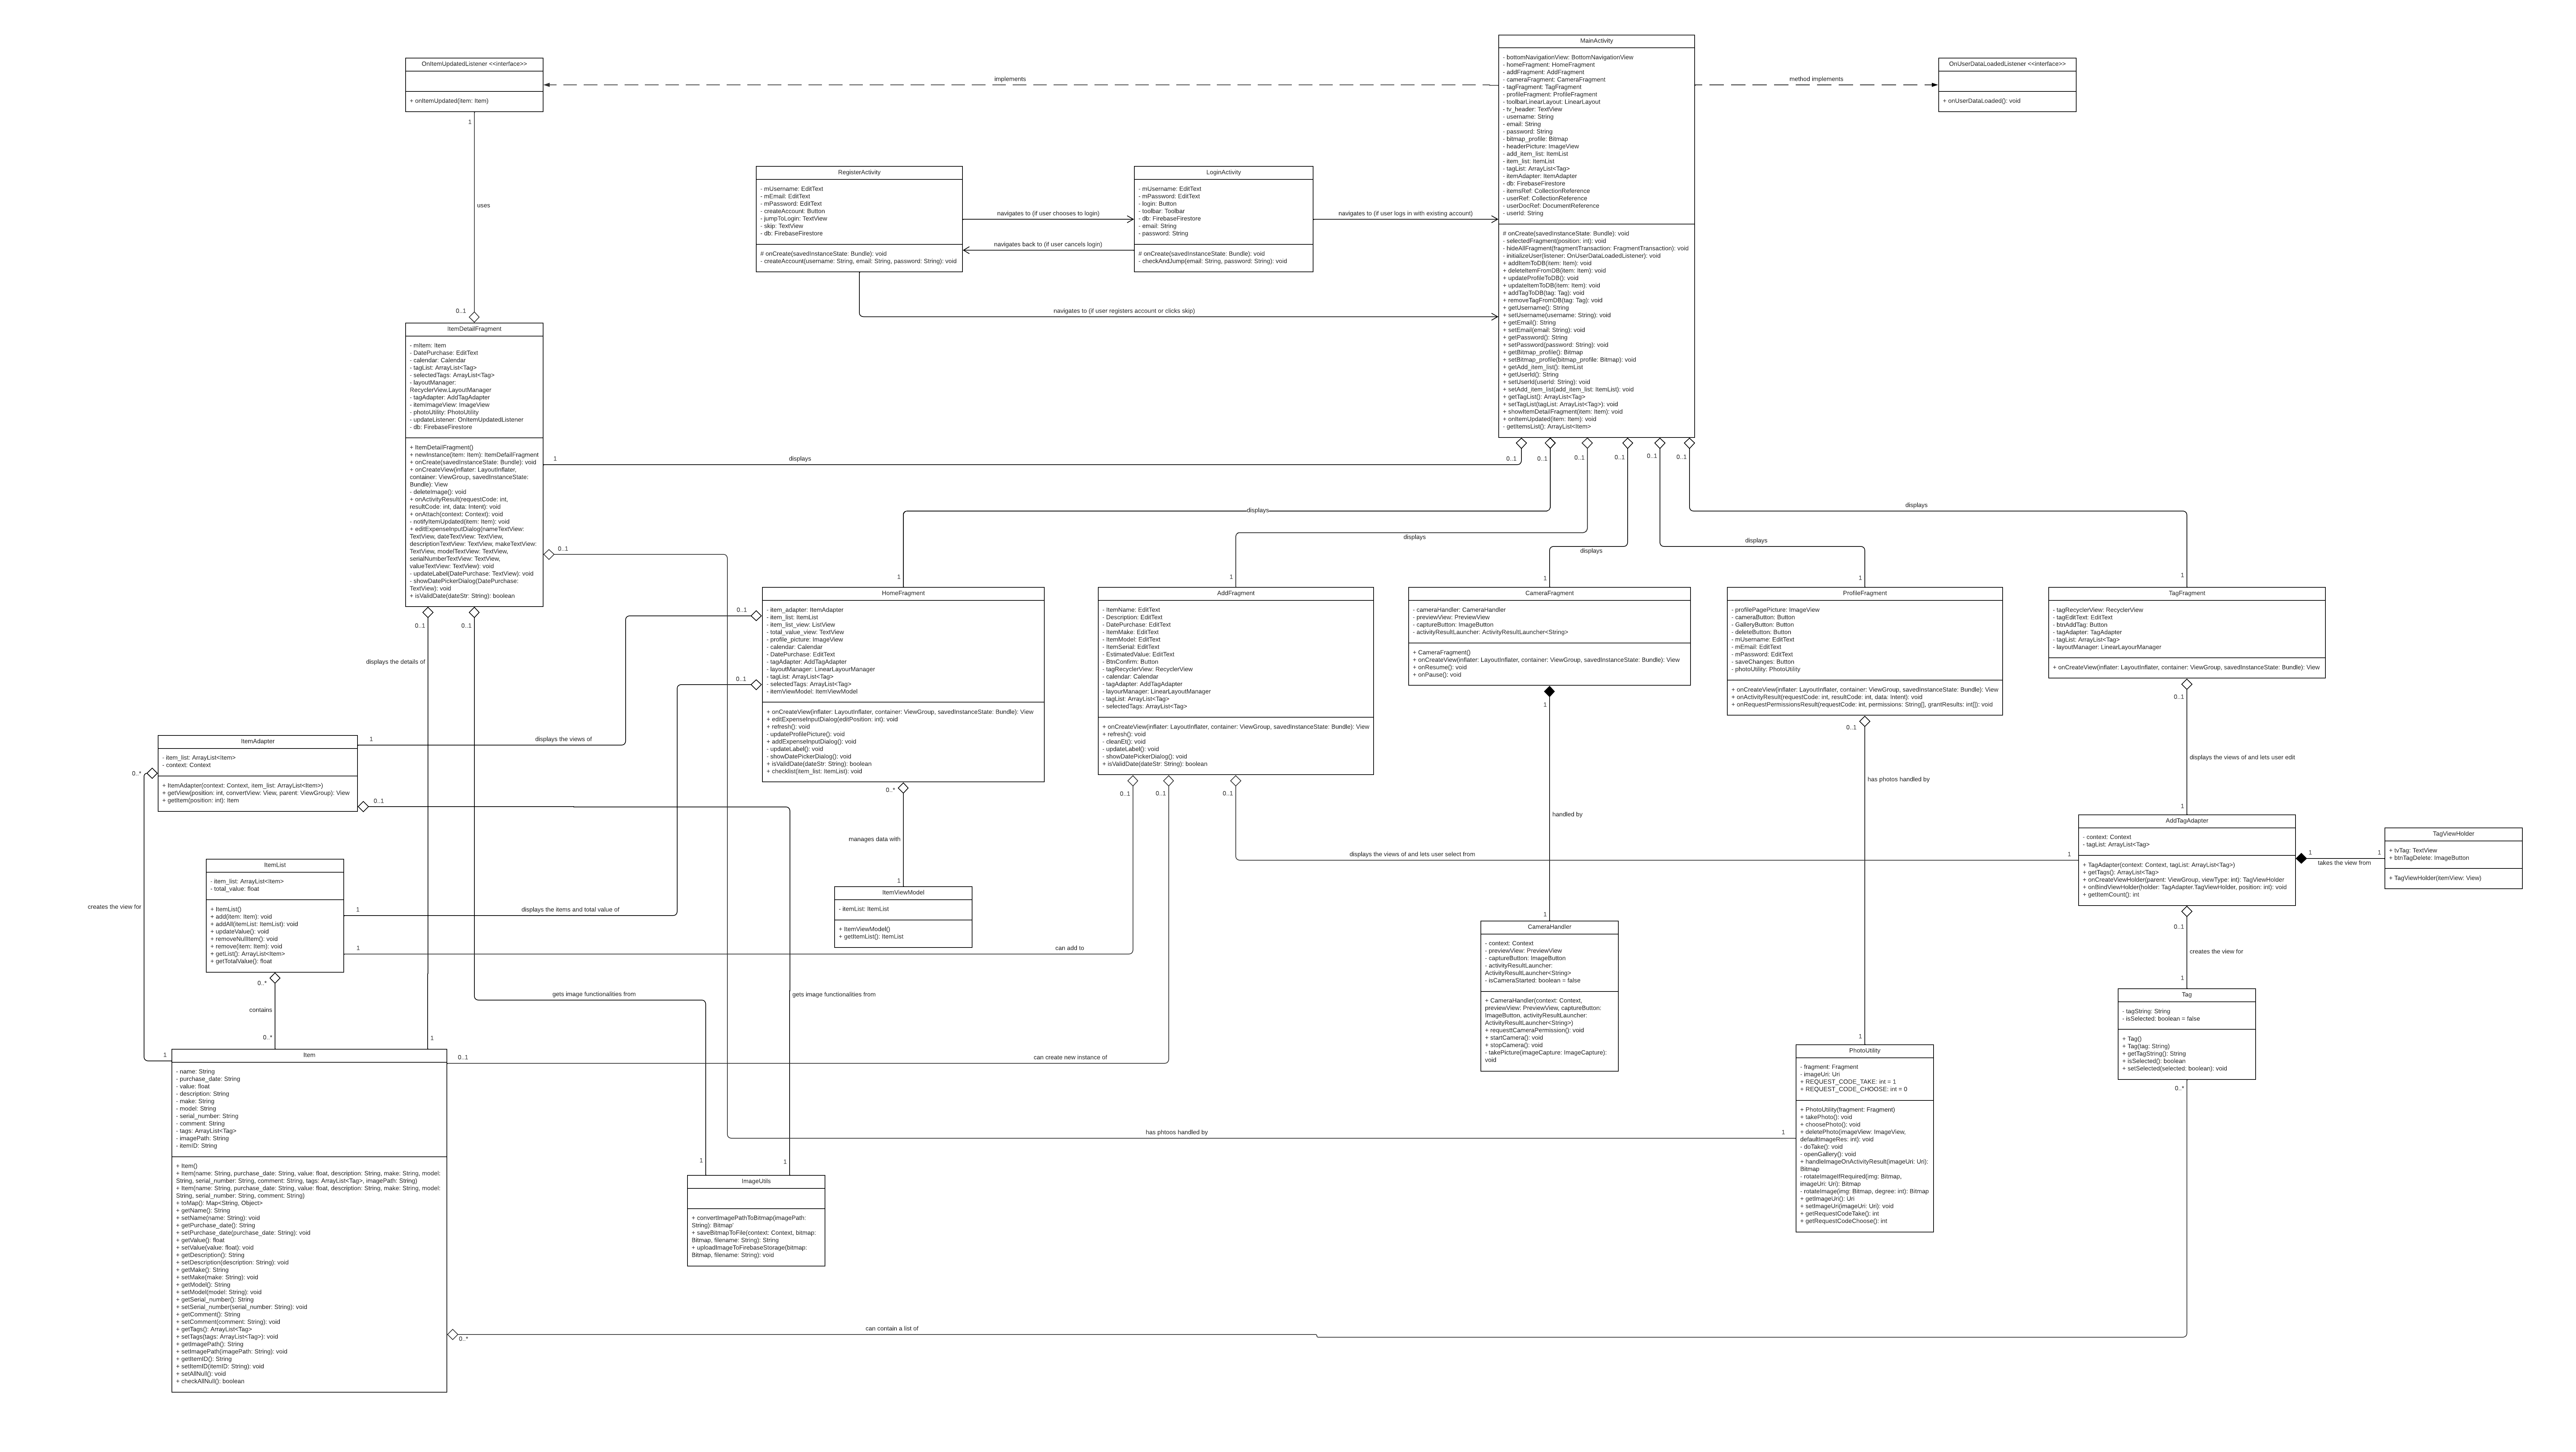 MainActivity
- bottomNavigationView: BottomNavigationView
- homeFragment: HomeFragment
- addFragment: AddFragment
- cameraFragment: CameraFragment
- tagFragment: TagFragment
- profileFragment: ProfileFragment
- toolbarLinearLayout: LinearLayout
- tv_header: TextView
- username: String
- email: String
- password: String
- bitmap_profile: Bitmap
- headerPicture: ImageView
- add_item_list: ItemList
- item_list: ItemList
- tagList: ArrayList<Tag>
- itemAdapter: ItemAdapter
- db: FirebaseFirestore
- itemsRef: CollectionReference
- userRef: CollectionReference
- userDocRef: DocumentReference
- userId: String
# onCreate(savedInstanceState: Bundle): void
- selectedFragment(position: int): void
- hideAllFragment(fragmentTransaction: FragmentTransaction): void
- initializeUser(listener: OnUserDataLoadedListener): void
+ addItemToDB(item: Item): void
+ deleteItemFromDB(item: Item): void
+ updateProfileToDB(): void
+ updateItemToDB(item: Item): void
+ addTagToDB(tag: Tag): void
+ removeTagFromDB(tag: Tag): void
+ getUsername(): String
+ setUsername(username: String): void
+ getEmail(): String
+ setEmail(email: String): void
+ getPassword(): String
+ setPassword(password: String): void
+ getBitmap_profile(): Bitmap
+ setBitmap_profile(bitmap_profile: Bitmap): void
+ getAdd_item_list(): ItemList
+ getUserId(): String
+ setUserId(userId: String): void
+ setAdd_item_list(add_item_list: ItemList): void
+ getTagList(): ArrayList<Tag>
+ setTagList(tagList: ArrayList<Tag>): void
+ showItemDetailFragment(item: Item): void
+ onItemUpdated(item: Item): void
- getItemsList(): ArrayList<Item>
OnItemUpdatedListener <<interface>>
+ onItemUpdated(item: Item)
implements
method implements
OnUserDataLoadedListener <<interface>>
+ onUserDataLoaded(): void
1
uses
0..1
RegisterActivity
- mUsername: EditText
- mEmail: EditText
- mPassword: EditText
- createAccount: Button
- jumpToLogin: TextView
- skip: TextView
- db: FirebaseFirestore
# onCreate(savedInstanceState: Bundle): void
- createAccount(username: String, email: String, password: String): void
navigates to (if user chooses to login)
navigates back to (if user cancels login)
LoginActivity
- mUsername: EditText
- mPassword: EditText
- login: Button
- toolbar: Toolbar
- db: FirebaseFirestore
- email: String
- password: String
# onCreate(savedInstanceState: Bundle): void
- checkAndJump(email: String, password: String): void
navigates to (if user logs in with existing account)
navigates to (if user registers account or clicks skip)
ItemDetailFragment
- mItem: Item
- DatePurchase: EditText
- calendar: Calendar
- tagList: ArrayList<Tag>
- selectedTags: ArrayList<Tag>
- layoutManager:
RecyclerView.LayoutManager
- tagAdapter: AddTagAdapter
- itemImageView: ImageView
- photoUtility: PhotoUtility
- updateListener: OnItemUpdatedListener
- db: FirebaseFirestore
+ ItemDetailFragment()
+ newInstance(item: Item): ItemDefailFragment
+ onCreate(savedInstanceState: Bundle): void
+ onCreateView(inflater: LayoutInflater,
container: ViewGroup, savedInstanceState:
Bundle): View
- deleteImage(): void
+ onActivityResult(requestCode: int,
resultCode: int, data: Intent): void
+ onAttach(context: Context): void
- notifyItemUpdated(item: Item): void
+ editExpenseInputDialog(nameTextView:
TextView, dateTextView: TextView,
descriptionTextView: TextView, makeTextView:
TextView, modelTextView: TextView,
serialNumberTextView: TextView,
valueTextView: TextView): void
- updateLabel(DatePurchase: TextView): void
- showDatePickerDialog(DatePurchase:
TextView): void
+ isValidDate(dateStr: String): boolean
1
displays
0..1
0..1
0..1
0..1
0..1
0..1
displays
displays
displays
displays
displays
0..1
1
1
1
1
1
0..1
0..1
displays the details of
HomeFragment
- item_adapter: ItemAdapter
- item_list: ItemList
- item_list_view: ListView
- total_value_view: TextView
- profile_picture: ImageView
- calendar: Calendar
- DatePurchase: EditText
- tagAdapter: AddTagAdapter
- layoutManager: LinearLayourManager
- tagList: ArrayList<Tag>
- selectedTags: ArrayList<Tag>
- itemViewModel: ItemViewModel
+ onCreateView(inflater: LayoutInflater, container: ViewGroup, savedInstanceState: Bundle): View
+ editExpenseInputDialog(editPosition: int): void
+ refresh(): void
- updateProfilePicture(): void
+ addExpenseInputDialog(): void
- updateLabel(): void
- showDatePickerDialog(): void
+ isValidDate(dateStr: String): boolean
+ checklist(item_list: ItemList): void
0..1
0..1
AddFragment
- ItemName: EditText
- Description: EditText
- DatePurchase: EditText
- ItemMake: EditText
- ItemModel: EditText
- ItemSerial: EditText
- EstimatedValue: EditText
- BtnConfirm: Button
- tagRecyclerView: RecyclerView
- calendar: Calendar
- tagAdapter: AddTagAdapter
- layourManager: LinearLayoutManager
- tagList: ArrayList<Tag>
- selectedTags: ArrayList<Tag>
+ onCreateView(inflater: LayoutInflater, container: ViewGroup, savedInstanceState: Bundle): View
+ refresh(): void
- cleanEt(): void
- updateLabel(): void
- showDatePickerDialog(): void
+ isValidDate(dateStr: String): boolean
CameraFragment
- cameraHandler: CameraHandler
- previewView: PreviewView
- captureButton: ImageButton
- activityResultLauncher: ActivityResultLauncher<String>
+ CameraFragment()
+ onCreateView(inflater: LayoutInflater, container: ViewGroup, savedInstanceState: Bundle): View
+ onResume(): void
+ onPause(): void
ProfileFragment
- profilePagePicture: ImageView
- cameraButton: Button
- GalleryButton: Button
- deleteButton: Button
- mUsername: EditText
- mEmail: EditText
- mPassword: EditText
- saveChanges: Button
- photoUtility: PhotoUtility
+ onCreateView(inflater: LayoutInflater, container: ViewGroup, savedInstanceState: Bundle): View
+ onActivityResult(requestCode: int, resultCode: int, data: Intent): void
+ onRequestPermissionsResult(requestCode: int, permissions: String[], grantResults: int[]): void
TagFragment
- tagRecyclerView: RecyclerView
- tagEditText: EditText
- btnAddTag: Button
- tagAdapter: TagAdapter
- tagList: ArrayList<Tag>
- layoutManager: LinearLayourManager
+ onCreateView(inflater: LayoutInflater, container: ViewGroup, savedInstanceState: Bundle): View
0..1
displays the views of and lets user edit
1
1
handled by
1
0..1
has photos handled by
1
ItemAdapter
- item_list: ArrayList<Item>
- context: Context
+ ItemAdapter(context: Context, item_list: ArrayList<Item>)
+ getView(position: int, convertView: View, parent: ViewGroup): View
+ getItem(position: int): Item
1
displays the views of
0..*
0..1
creates the view for
1
0..*
manages data with
1
0..1
0..1
0..1
displays the views of and lets user select from
1
ItemList
- item_list: ArrayList<Item>
- total_value: float
+ ItemList()
+ add(item: Item): void
+ addAll(itemList: ItemList): void
+ updateValue(): void
+ removeNullItem(): void
+ remove(item: Item): void
+ getList(): ArrayList<Item>
+ getTotalValue(): float
1
displays the items and total value of
1
can add to
0..*
contains
0..*
1
ItemViewModel
- itemList: ItemList
+ ItemViewModel()
+ getItemList(): ItemList
AddTagAdapter
- context: Context
- tagList: ArrayList<Tag>
+ TagAdapter(context: Context, tagList: ArrayList<Tag>)
+ getTags(): ArrayList<Tag>
+ onCreateViewHolder(parent: ViewGroup, viewType: int): TagViewHolder
+ onBindViewHolder(holder: TagAdapter.TagViewHolder, position: int): void
+ getItemCount(): int
1
takes the view from
1
TagViewHolder
+ tvTag: TextView
+ btnTagDelete: ImageButton
+ TagViewHolder(itemView: View)
0..1
creates the view for
1
CameraHandler
- context: Context
- previewView: PreviewView
- captureButton: ImageButton
- activityResultLauncher:
ActivityResultLauncher<String>
- isCameraStarted: boolean = false
+ CameraHandler(context: Context,
previewView: PreviewView, captureButton:
ImageButton, activityResultLauncher:
ActivityResultLauncher<String>)
+ requesttCameraPermission(): void
+ startCamera(): void
+ stopCamera(): void
- takePicture(imageCapture: ImageCapture):
void
Tag
- tagString: String
- isSelected: boolean = false
+ Tag()
+ Tag(tag: String)
+ getTagString(): String
+ isSelected(): boolean
+ setSelected(selected: boolean): void
0..*
gets image functionalities from
gets image functionalities from
1
1
0..1
can create new instance of
has phtoos handled by
1
PhotoUtility
- fragment: Fragment
- imageUri: Uri
+ REQUEST_CODE_TAKE: int = 1
+ REQUEST_CODE_CHOOSE: int = 0
+ PhotoUtility(fragment: Fragment)
+ takePhoto(): void
+ choosePhoto(): void
+ deletePhoto(imageView: ImageView,
defaultImageRes: int): void
- doTake(): void
- openGallery(): void
+ handleImageOnActivityResult(imageUri: Uri):
Bitmap
- rotateImageIfRequired(img: Bitmap,
imageUri: Uri): Bitmap
- rotateImage(img: Bitmap, degree: int): Bitmap
+ getImageUri(): Uri
+ setImageUri(imageUri: Uri): void
+ getRequestCodeTake(): int
+ getRequestCodeChoose(): int
Item
- name: String
- purchase_date: String
- value: float
- description: String
- make: String
- model: String
- serial_number: String
- comment: String
- tags: ArrayList<Tag>
- imagePath: String
- itemID: String
+ Item()
+ Item(name: String, purchase_date: String, value: float, description: String, make: String, model:
String, serial_number: String, comment: String, tags: ArrayList<Tag>, imagePath: String)
+ Item(name: String, purchase_date: String, value: float, description: String, make: String, model:
String, serial_number: String, comment: String)
+ toMap(): Map<String, Object>
+ getName(): String
+ setName(name: String): void
+ getPurchase_date(): String
+ setPurchase_date(purchase_date: String): void
+ getValue(): float
+ setValue(value: float): void
+ getDescription(): String
+ setDescription(description: String): void
+ getMake(): String
+ setMake(make: String): void
+ getModel(): String
+ setModel(model: String): void
+ getSerial_number(): String
+ setSerial_number(serial_number: String): void
+ getComment(): String
+ setComment(comment: String): void
+ getTags(): ArrayList<Tag>
+ setTags(tags: ArrayList<Tag>): void
+ getImagePath(): String
+ setImagePath(imagePath: String): void
+ getItemID(): String
+ setItemID(itemID: String): void
+ setAllNull(): void
+ checkAllNull(): boolean
ImageUtils
+ convertImagePathToBitmap(imagePath:
String): Bitmap`
+ saveBitmapToFile(context: Context, bitmap:
Bitmap, filename: String): String
+ uploadImageToFirebaseStorage(bitmap:
Bitmap, filename: String): void
0..*
can contain a list of